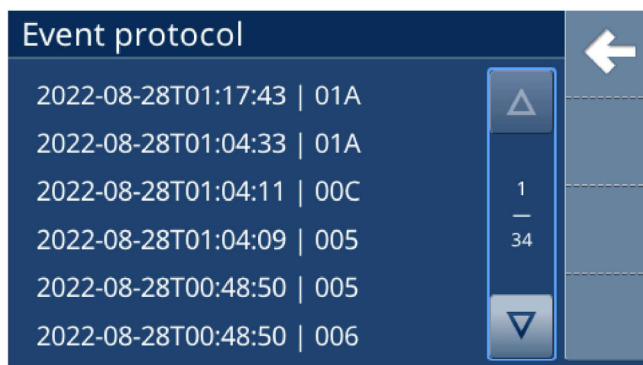 Event protocol
2022-08-28T01:17:43 | 01A
2022-08-28T01:04:33 | 01A
2022-08-28T01:04:11 | 00C
2022-08-28T01:04:09 | 005
2022-08-28T00:48:50 | 005
2022-08-28T00:48:50 | 006
1
34